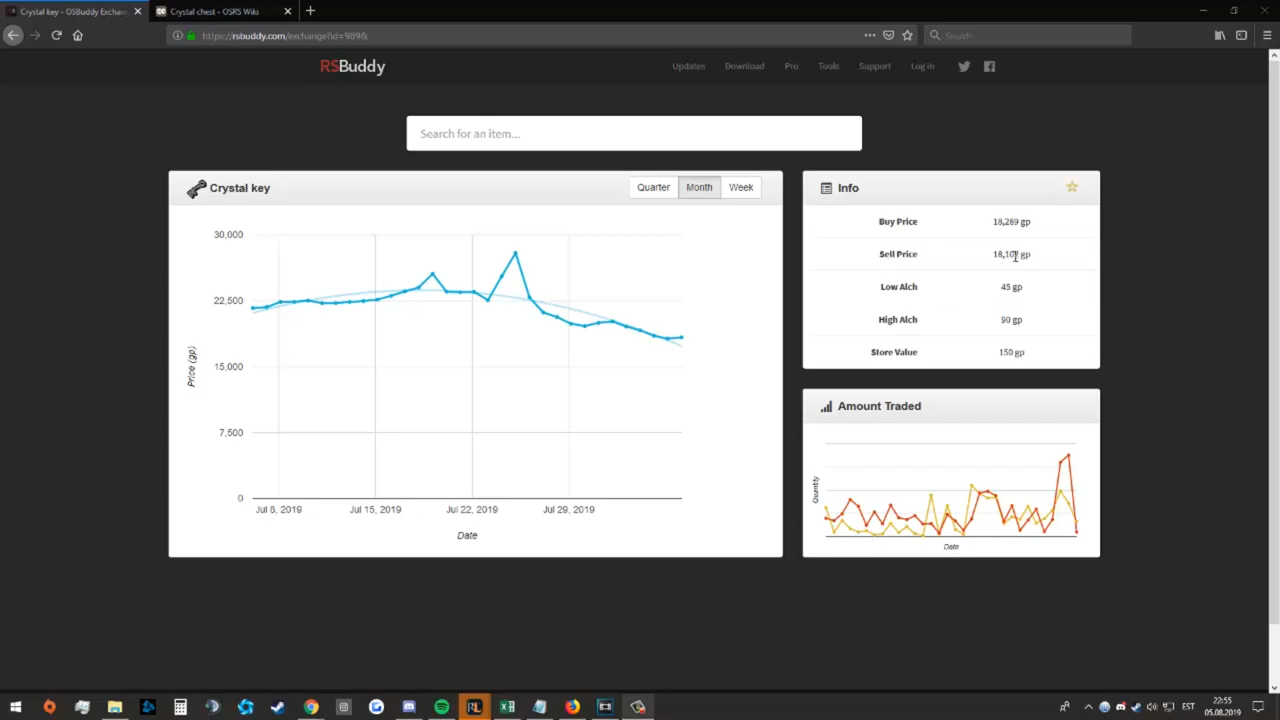 Crystal key - OSBuddy Exchan
Crystal chest - OSRS Wiki
https://rsbuddy.com/exchange?id=989&
Search
RSBuddy
Updates
Download
Pro
Tools
Support
Log in
Search for an item...
Crystal key
Quarter
Month
Week
30,000
22,500
15,000
7,500
0
Price (gp)
Jul 8, 2019
Jul 15, 2019
Jul 22, 2019
Jul 29, 2019
Date
Info
Buy Price 18,289 gp
Sell Price gp
Low Alch 45 gp
High Alch 90 gp
Store Value 150 gp
Amount Traded
Quantity
Date
RL
EST
22:55
05.08.2019